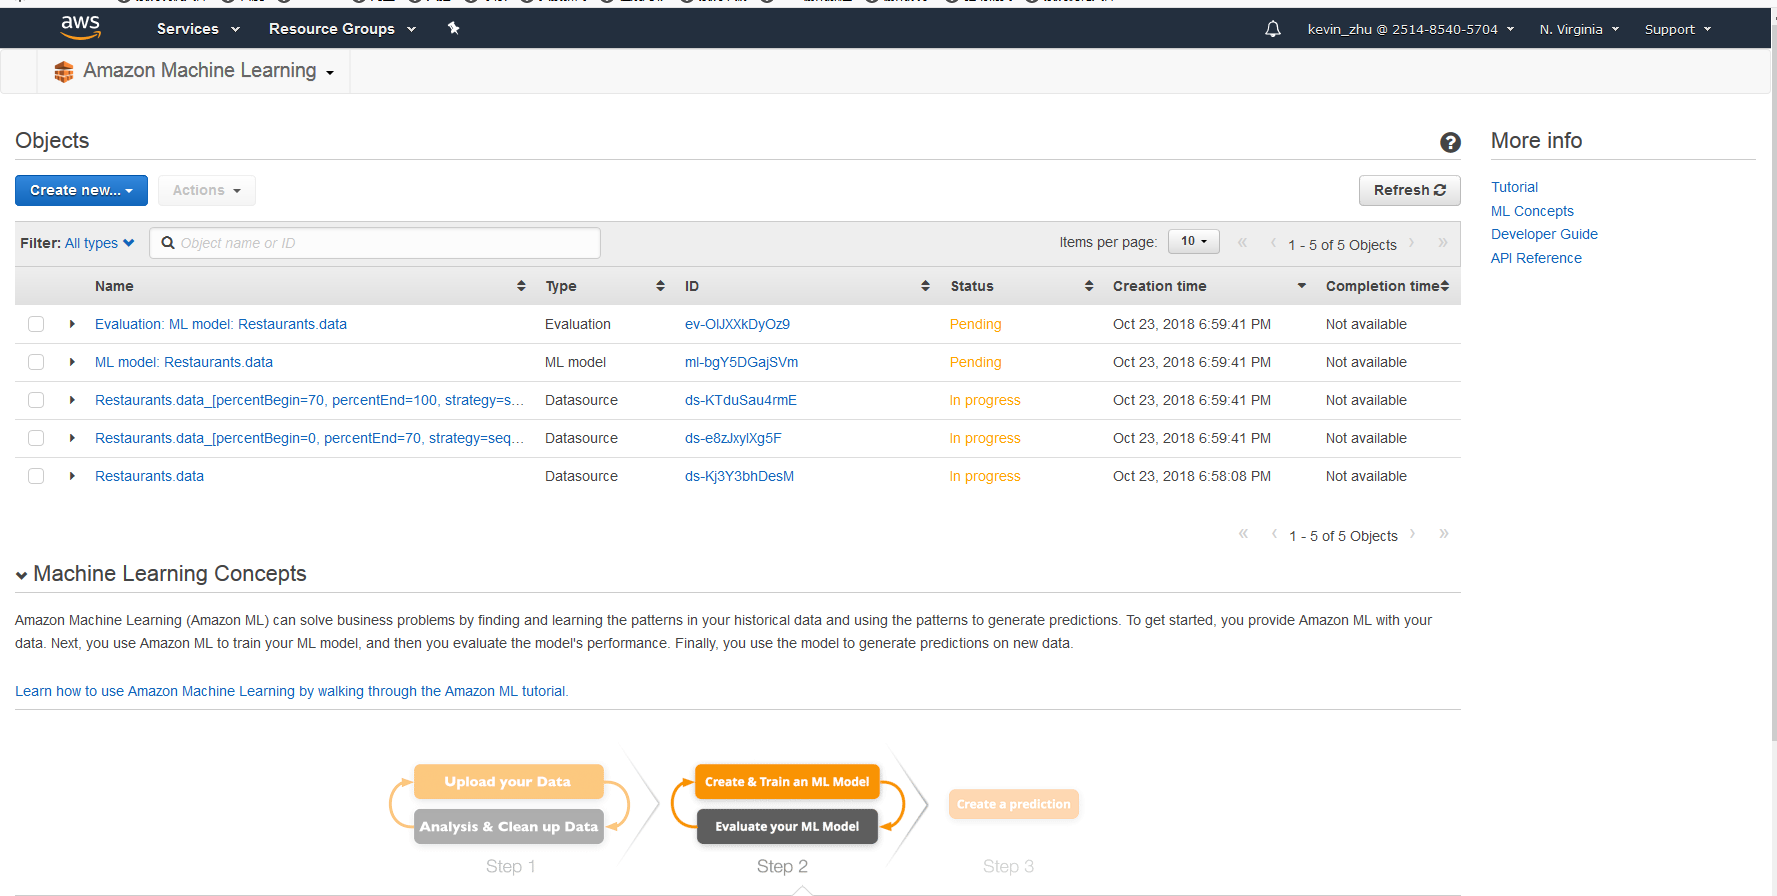 aws Services Resource Groups kevin_zhu @ 2514-8540-5704 N. Virginia Support
Amazon Machine Learning
Objects ?
Create new... Actions Refresh
Filter: All types Object name or ID Items per page: 10 « ‹ 1 - 5 of 5 Objects › »
Name Type ID Status Creation time Completion time
Evaluation: ML model: Restaurants.data Evaluation ev-OIJXXkDyOz9 Pending Oct 23, 2018 6:59:41 PM Not available
ML model: Restaurants.data ML model ml-bgY5DGajSVm Pending Oct 23, 2018 6:59:41 PM Not available
Restaurants.data_[percentBegin=70, percentEnd=100, strategy=s... Datasource ds-KTduSau4rmE In progress Oct 23, 2018 6:59:41 PM Not available
Restaurants.data_[percentBegin=0, percentEnd=70, strategy=seq... Datasource ds-e8zJxylXg5F In progress Oct 23, 2018 6:59:41 PM Not available
Restaurants.data Datasource ds-Kj3Y3bhDesM In progress Oct 23, 2018 6:58:08 PM Not available
« ‹ 1 - 5 of 5 Objects › »
More info
Tutorial
ML Concepts
Developer Guide
API Reference
Machine Learning Concepts
Amazon Machine Learning (Amazon ML) can solve business problems by finding and learning the patterns in your historical data and using the patterns to generate predictions. To get started, you provide Amazon ML with your
data. Next, you use Amazon ML to train your ML model, and then you evaluate the model's performance. Finally, you use the model to generate predictions on new data.
Learn how to use Amazon Machine Learning by walking through the Amazon ML tutorial.
Upload your Data
Analysis & Clean up Data
Step 1
Create & Train an ML Model
Evaluate your ML Model
Step 2
Create a prediction
Step 3